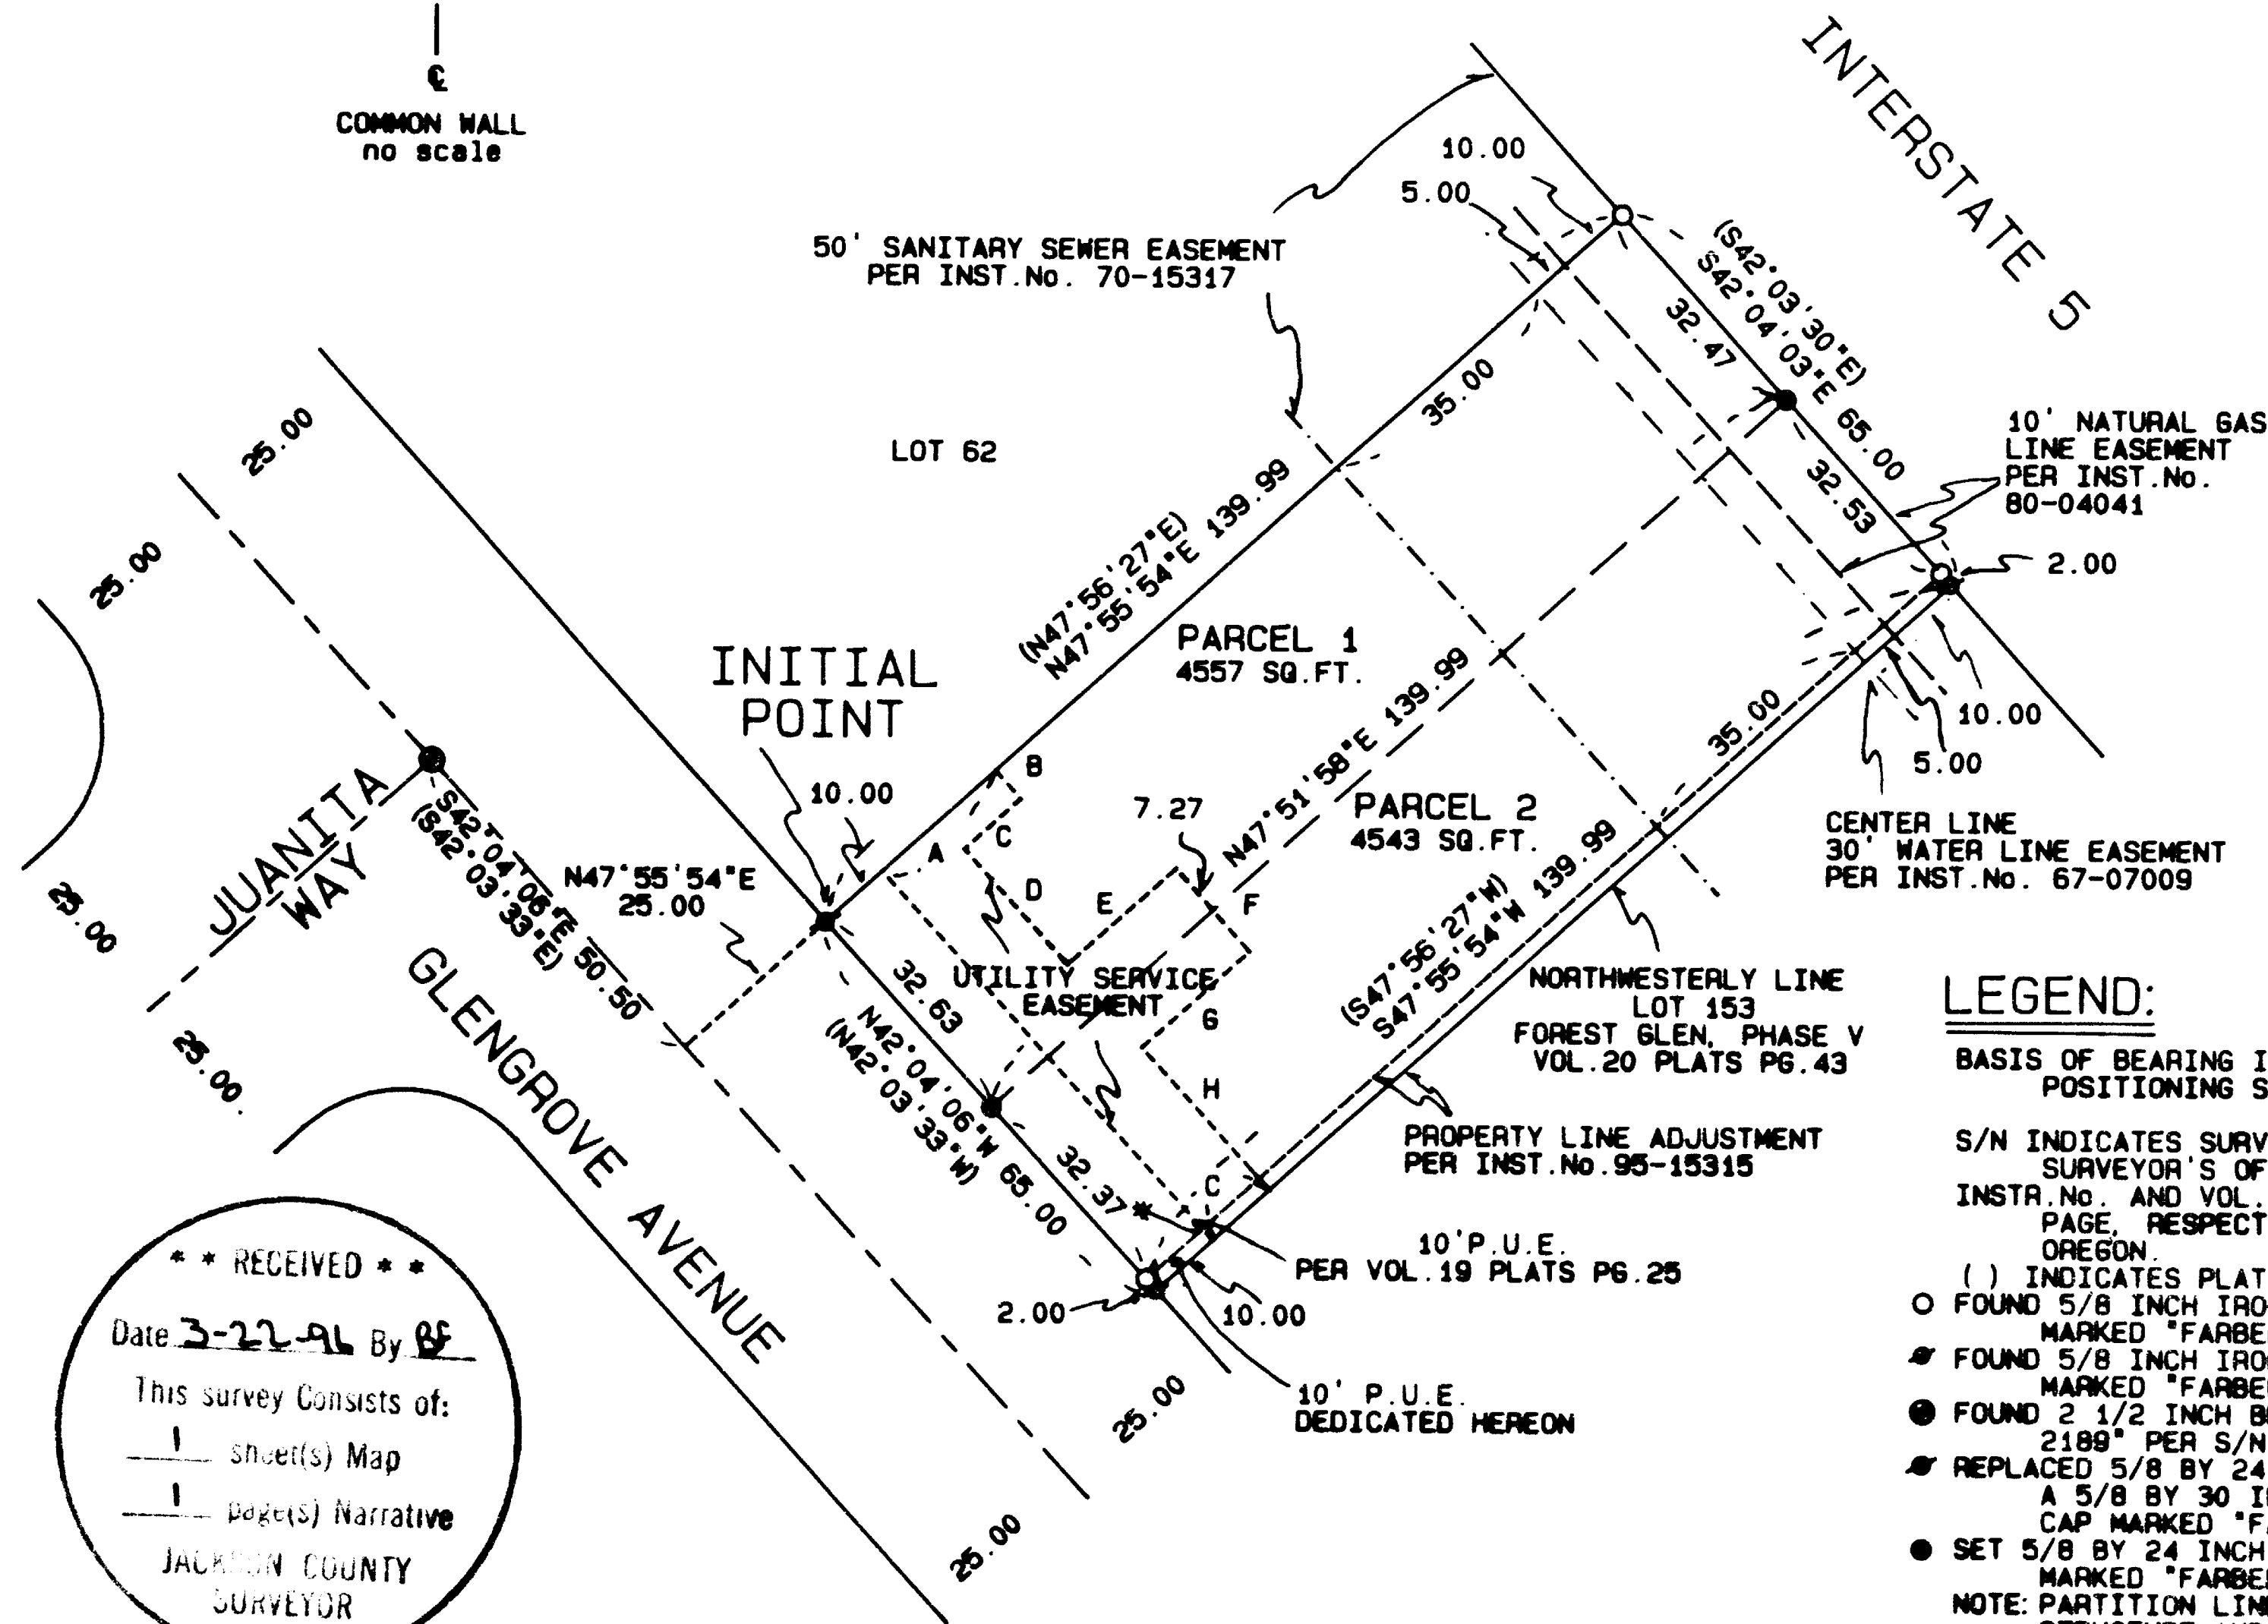 ℄
COMMON WALL
no scale
INTERSTATE 5
10.00
5.00
50' SANITARY SEWER EASEMENT
PER INST.No. 70-15317
(S42°03'30"E)
S42°04'03"E 65.00
32.47
32.53
35.00
10' NATURAL GAS
LINE EASEMENT
PER INST.No.
80-04041
2.00
25.00
25.00
LOT 62
(N47°56'27"E)
N47°55'54"E 139.99
PARCEL 1
4557 SQ.FT.
INITIAL
POINT
10.00
B
A
C
D
E
7.27
F
G
H
C
N47°51'58"E 139.99
PARCEL 2
4543 SQ.FT.
35.00
10.00
5.00
CENTER LINE
30' WATER LINE EASEMENT
PER INST.No. 67-07009
JUANITA
WAY
S42°04'06"E 50.50
(S42°03'33"E)
N47°55'54"E
25.00
25.00
25.00
GLENGROVE AVENUE
UTILITY SERVICE
EASEMENT
32.63
N42°04'06"W 65.00
(N42°03'33"W)
32.37 *
(S47°56'27"W)
S47°55'54"W 139.99
NORTHWESTERLY LINE
LOT 153
FOREST GLEN, PHASE V
VOL.20 PLATS PG.43
PROPERTY LINE ADJUSTMENT
PER INST.No.95-15315
10'P.U.E.
PER VOL.19 PLATS PG.25
2.00
10.00
10' P.U.E.
DEDICATED HEREON
25.00
25.00
LEGEND:
BASIS OF BEARING I
POSITIONING S
S/N INDICATES SURV
SURVEYOR'S OF
INSTR.No. AND VOL.
PAGE, RESPECT
OREGON.
( ) INDICATES PLAT
FOUND 5/8 INCH IRO
MARKED "FARBE
FOUND 5/8 INCH IRO
MARKED "FARBE
FOUND 2 1/2 INCH B
2189" PER S/N
REPLACED 5/8 BY 24
A 5/8 BY 30 I
CAP MARKED "F
SET 5/8 BY 24 INCH
MARKED "FARBE
NOTE: PARTITION LIN
* * RECEIVED * *
Date 3-22-96 By BF
This survey Consists of:
1 sheet(s) Map
1 page(s) Narrative
JACKSON COUNTY
SURVEYOR